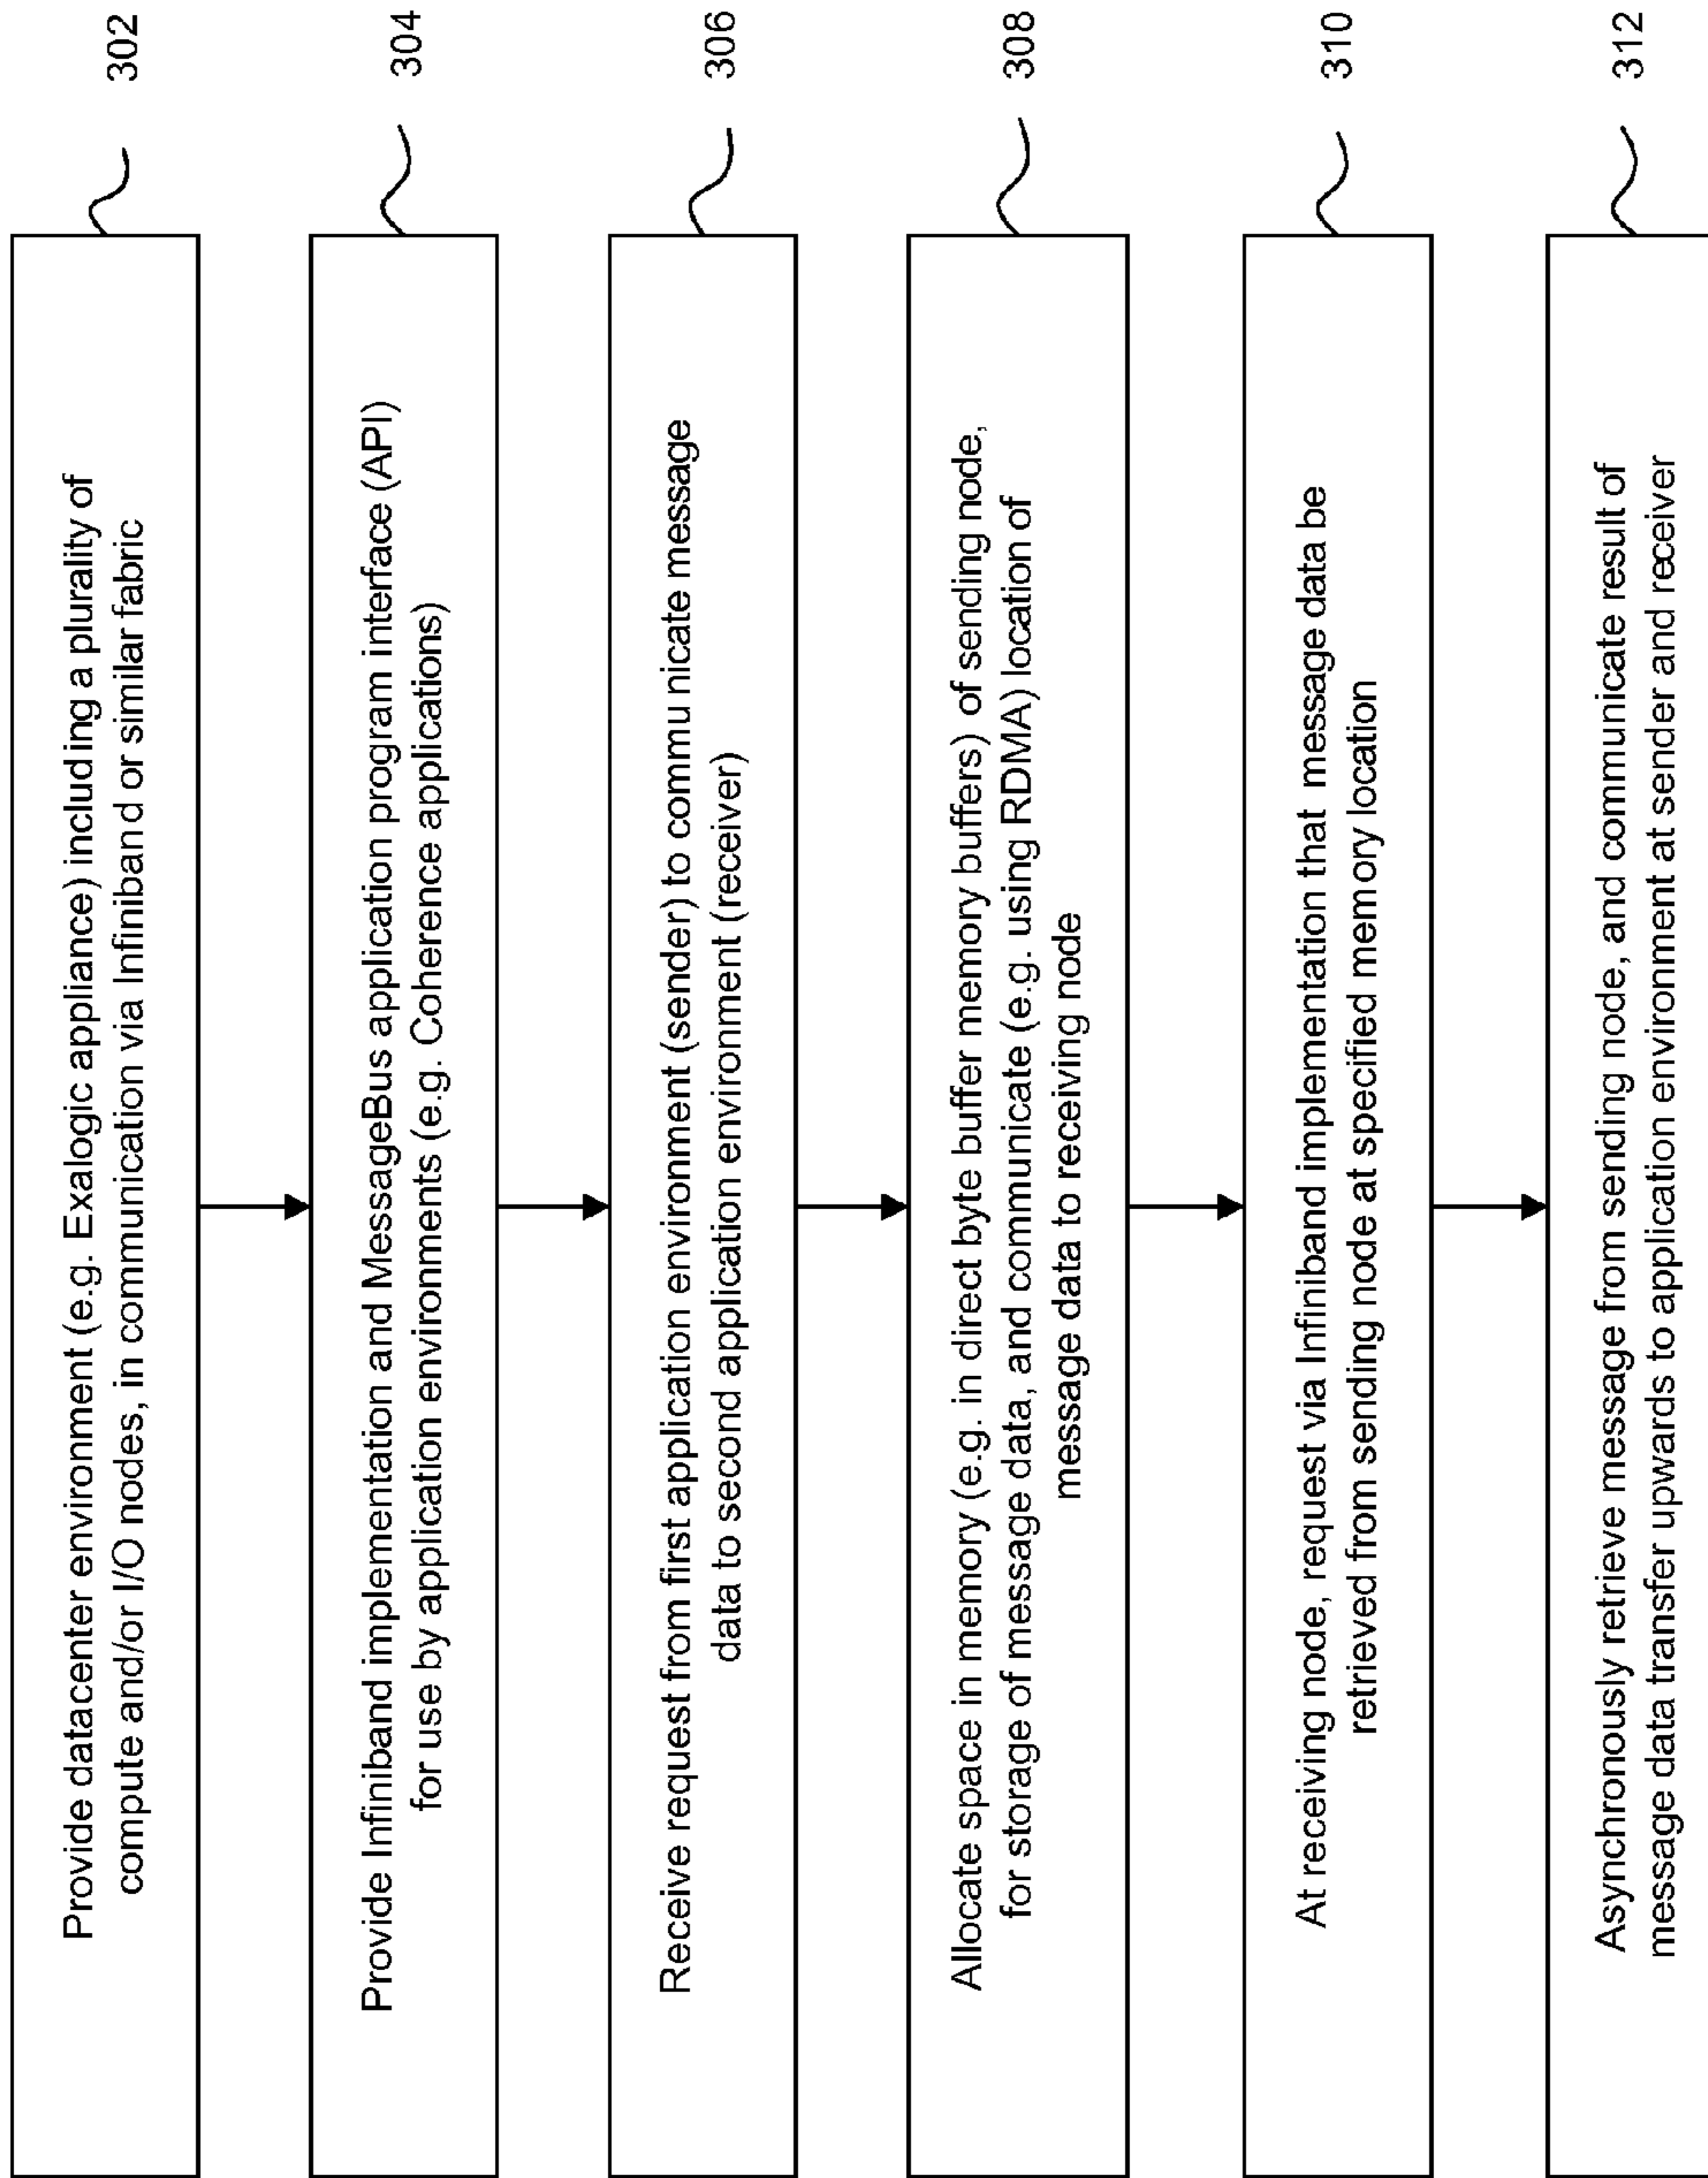 Provide datacenter environment (e.g. Exalogic appliance) including a plurality of
compute and/or I/O nodes, in communication via Infiniband or similar fabric
302
Provide Infiniband implementation and MessageBus application program interface (API)
for use by application environments (e.g. Coherence applications)
304
Receive request from first application environment (sender) to commu nicate message
data to second application environment (receiver)
306
Allocate space in memory (e.g. in direct byte buffer memory buffers) of sending node,
for storage of message data, and communicate (e.g. using RDMA) location of
message data to receiving node
308
At receiving node, request via Infiniband implementation that message data be
retrieved from sending node at specified memory location
310
Asynchronously retrieve message from sending node, and communicate result of
message data transfer upwards to application environment at sender and receiver
312